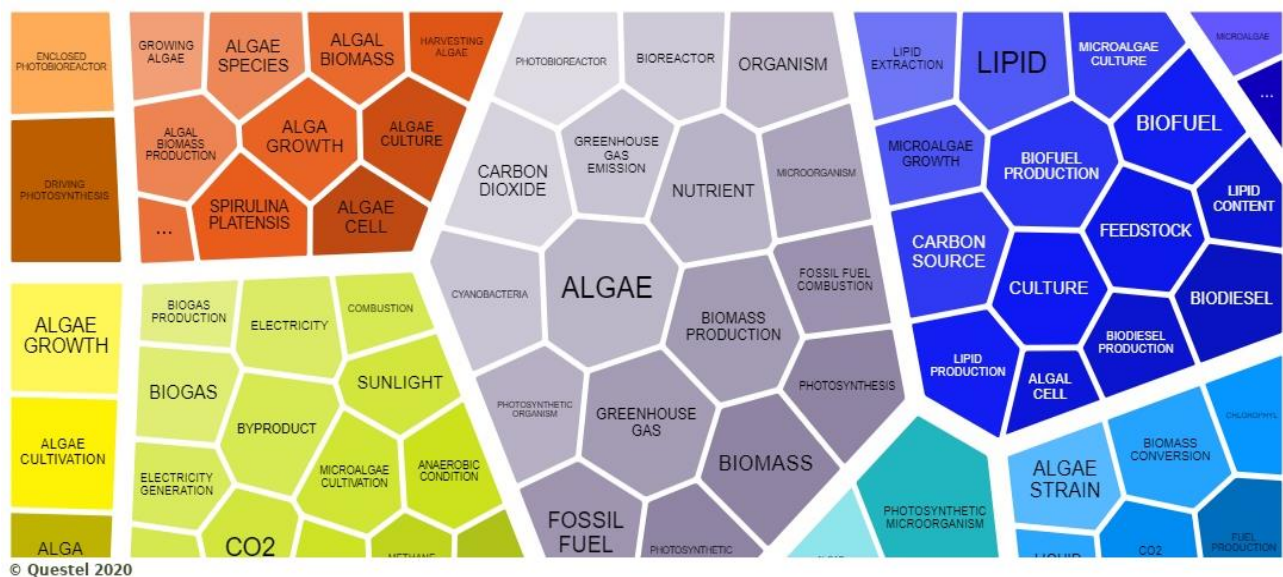 ENCLOSED
PHOTOBIOREACTOR
DRIVING
PHOTOSYNTHESIS
GROWING
ALGAE
ALGAE
SPECIES
ALGAL
BIOMASS
HARVESTING
ALGAE
ALGAL
BIOMASS
PRODUCTION
ALGA
GROWTH
ALGAE
CULTURE
...
SPIRULINA
PLATENSIS
ALGAE
CELL
PHOTOBIOREACTOR
BIOREACTOR
ORGANISM
CARBON
DIOXIDE
GREENHOUSE
GAS
EMISSION
NUTRIENT
MICROORGANISM
CYANOBACTERIA
ALGAE
BIOMASS
PRODUCTION
FOSSIL FUEL
COMBUSTION
PHOTOSYNTHETIC
ORGANISM
GREENHOUSE
GAS
PHOTOSYNTHESIS
BIOMASS
FOSSIL
FUEL
PHOTOSYNTHETIC
LIPID
EXTRACTION
LIPID
MICROALGAE
CULTURE
MICROALGAE
...
MICROALGAE
GROWTH
BIOFUEL
PRODUCTION
BIOFUEL
LIPID
CONTENT
CARBON
SOURCE
CULTURE
FEEDSTOCK
BIODIESEL
LIPID
PRODUCTION
ALGAL
CELL
BIODIESEL
PRODUCTION
ALGAE
GROWTH
ALGAE
CULTIVATION
ALGA
BIOGAS
PRODUCTION
ELECTRICITY
COMBUSTION
BIOGAS
BYPRODUCT
SUNLIGHT
ELECTRICITY
GENERATION
MICROALGAE
CULTIVATION
ANAEROBIC
CONDITION
CO2
METHANE
PHOTOSYNTHETIC
MICROORGANISM
ALGAE
STRAIN
BIOMASS
CONVERSION
CHLOROPHYL
LIQUID
CO2
FUEL
PRODUCTION
© Questel 2020